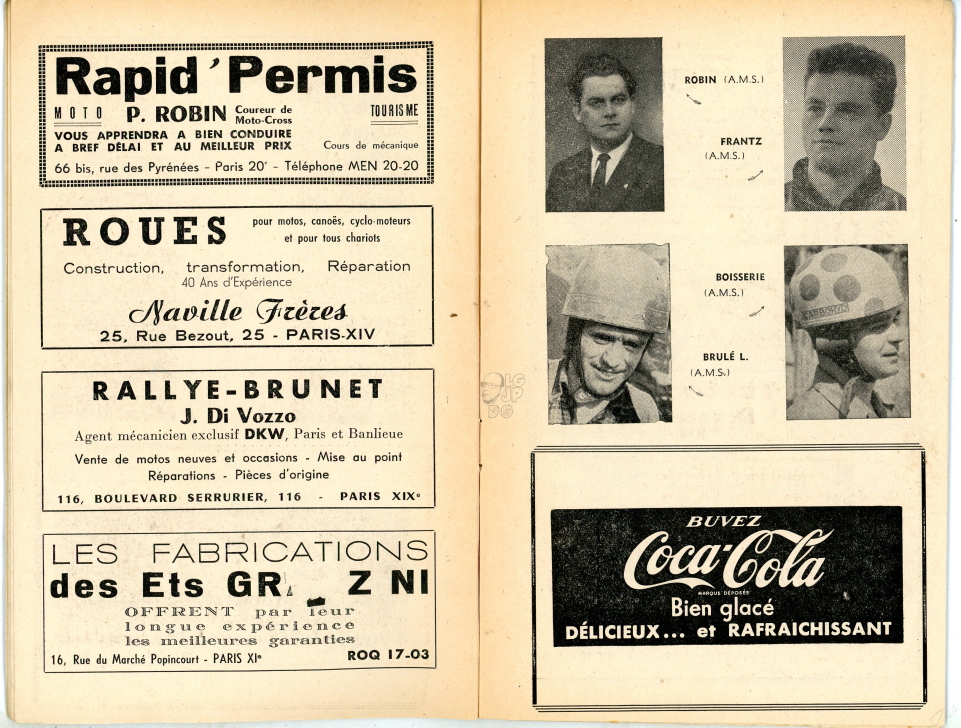 Rapid' Permis
MOTO P. ROBIN Coureur de Moto-Cross TOURISME
VOUS APPRENDRA A BIEN CONDUIRE
A BREF DÉLAI ET AU MEILLEUR PRIX Cours de mécanique
66 bis, rue des Pyrénées - Paris 20e - Téléphone MEN 20-20
ROUES pour motos, canoës, cyclo-moteurs
et pour tous chariots
Construction, transformation, Réparation
40 Ans d'Expérience
Naville Frères
25, Rue Bezout, 25 - PARIS-XIV
RALLYE-BRUNET
J. Di Vozzo
Agent mécanicien exclusif DKW, Paris et Banlieue
Vente de motos neuves et occasions - Mise au point
Réparations - Pièces d'origine
116, BOULEVARD SERRURIER, 116 - PARIS XIXe
LES FABRICATIONS
des Ets
OFFRENT par leur
longue expérience
les meilleures garanties
16, Rue du Marché Popincourt - PARIS XIe ROQ 17-03
ROBIN (A.M.S.)
FRANTZ
(A.M.S.)
BOISSERIE
(A.M.S.)
BRULÉ L.
(A.M.S.)
LG
JP
DG
BUVEZ
Coca-Cola
MARQUE DÉPOSÉE
Bien glacé
DÉLICIEUX... et RAFRAICHISSANT